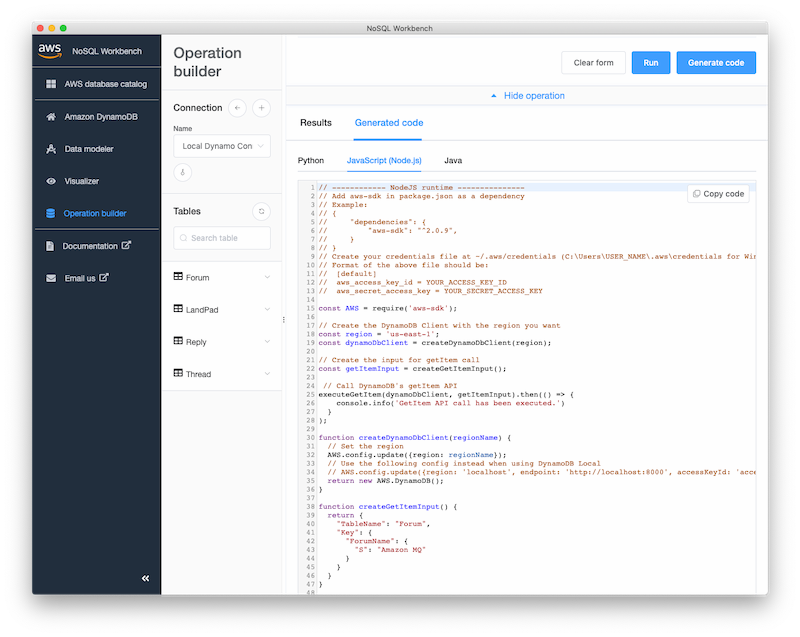 NoSQL Workbench
aws
NoSQL Workbench
AWS database catalog
Amazon DynamoDB
Data modeler
Visualizer
Operation builder
Documentation
Email us
«
Operation
builder
Connection
Name
Local Dynamo Con
Tables
Search table
Forum
LandPad
Reply
Thread
Clear form
Run
Generate code
Hide operation
Results
Generated code
Python
JavaScript (Node.js)
Java
Copy code
1 // ------------ NodeJS runtime ---------------
2 // Add aws-sdk in package.json as a dependency
3 // Example:
4 // {
5 //     "dependencies": {
6 //         "aws-sdk": "^2.0.9",
7 //     }
8 // }
9 // Create your credentials file at ~/.aws/credentials (C:\Users\USER_NAME\.aws\credentials for Win
10 // Format of the above file should be:
11 //  [default]
12 //  aws_access_key_id = YOUR_ACCESS_KEY_ID
13 //  aws_secret_access_key = YOUR_SECRET_ACCESS_KEY
14
15 const AWS = require('aws-sdk');
16
17 // Create the DynamoDB Client with the region you want
18 const region = 'us-east-1';
19 const dynamoDbClient = createDynamoDbClient(region);
20
21 // Create the input for getItem call
22 const getItemInput = createGetItemInput();
23
24  // Call DynamoDB's getItem API
25 executeGetItem(dynamoDbClient, getItemInput).then(() => {
26     console.info('GetItem API call has been executed.')
27   }
28 );
29
30 function createDynamoDbClient(regionName) {
31   // Set the region
32   AWS.config.update({region: regionName});
33   // Use the following config instead when using DynamoDB Local
34   // AWS.config.update({region: 'localhost', endpoint: 'http://localhost:8000', accessKeyId: 'acce
35   return new AWS.DynamoDB();
36 }
37
38 function createGetItemInput() {
39   return {
40     "TableName": "Forum",
41     "Key": {
42       "ForumName": {
43         "S": "Amazon MQ"
44       }
45     }
46   }
47 }
48